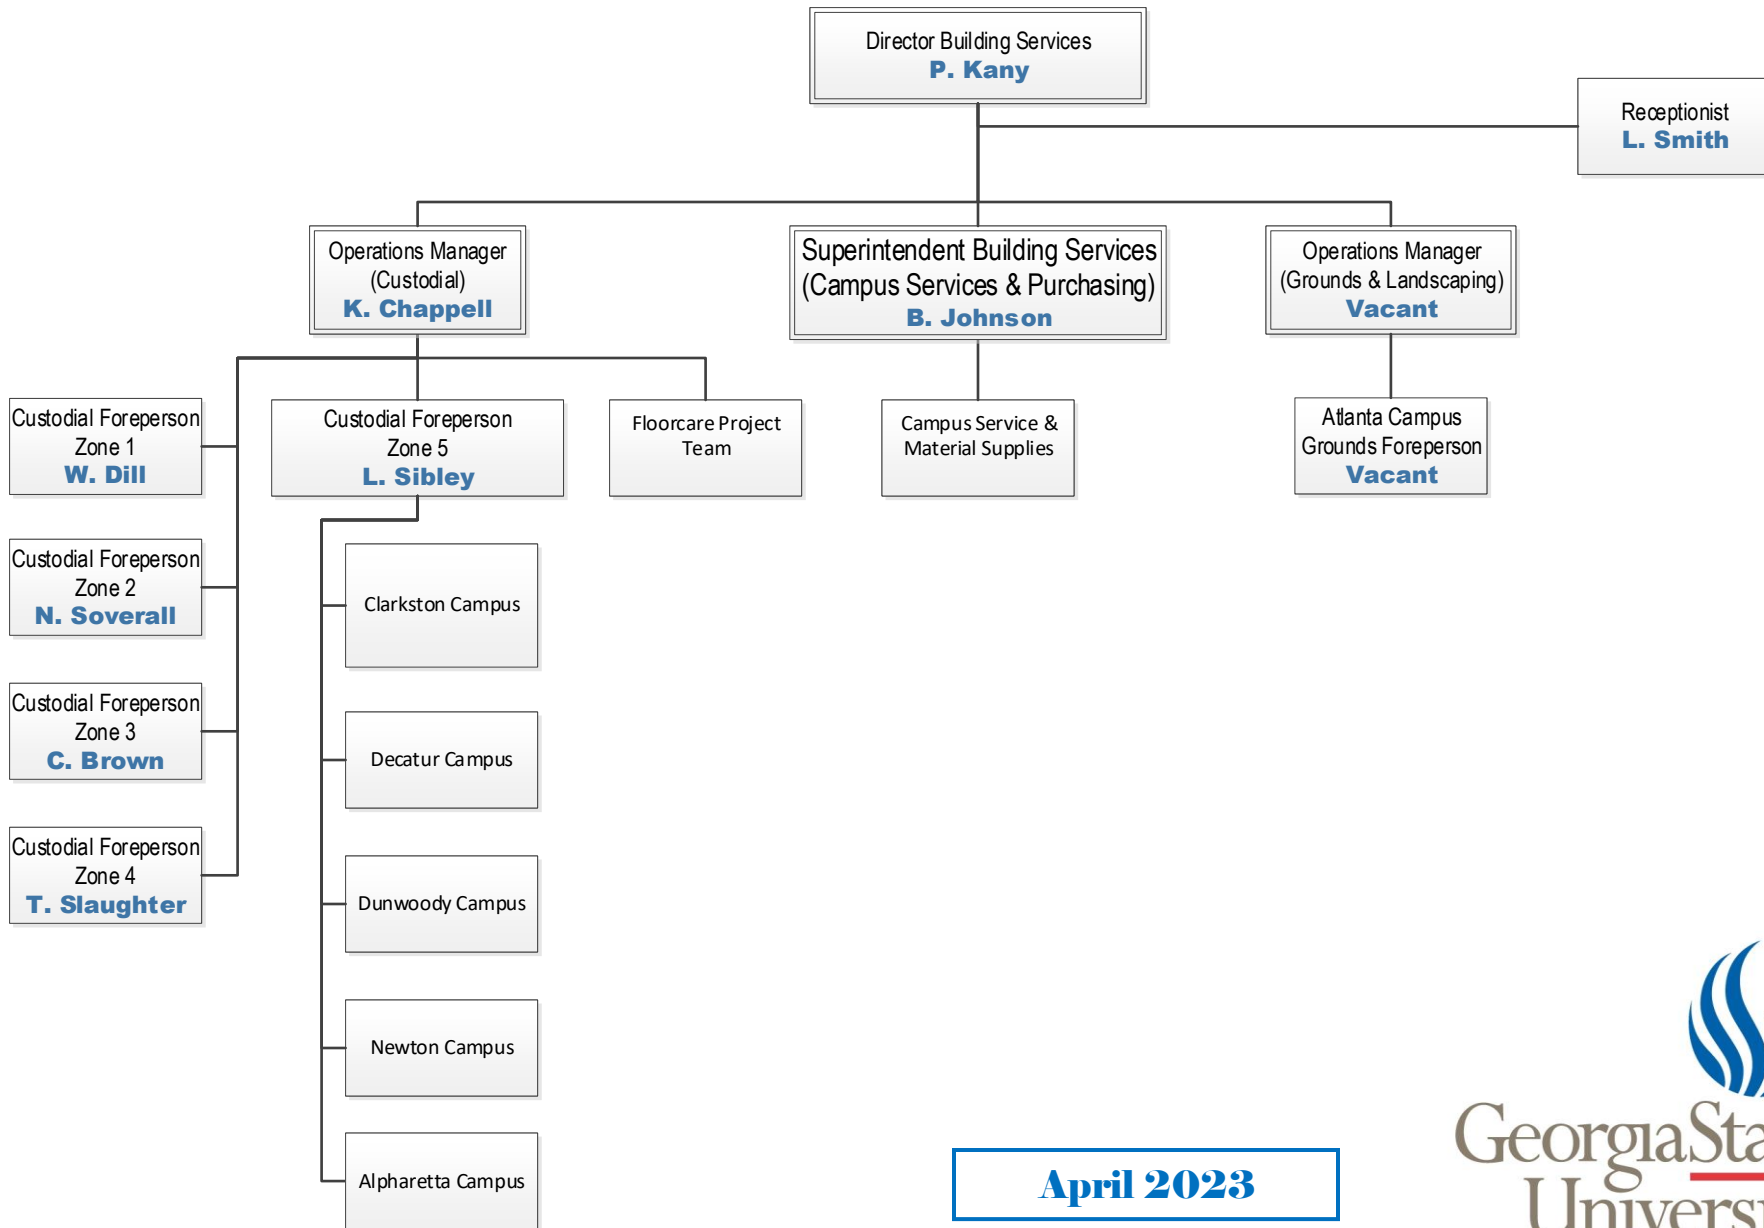 Director Building Services
P. Kany
Receptionist
L. Smith
Operations Manager
(Custodial)
K. Chappell
Superintendent Building Services
(Campus Services & Purchasing)
B. Johnson
Operations Manager
(Grounds & Landscaping)
Vacant
Custodial Foreperson
Zone 1
W. Dill
Custodial Foreperson
Zone 5
L. Sibley
Floorcare Project
Team
Campus Service &
Material Supplies
Atlanta Campus
Grounds Foreperson
Vacant
Custodial Foreperson
Zone 2
N. Soverall
Clarkston Campus
Custodial Foreperson
Zone 3
C. Brown
Decatur Campus
Custodial Foreperson
Zone 4
T. Slaughter
Dunwoody Campus
Newton Campus
Alpharetta Campus
April 2023
GeorgiaSta
Universi